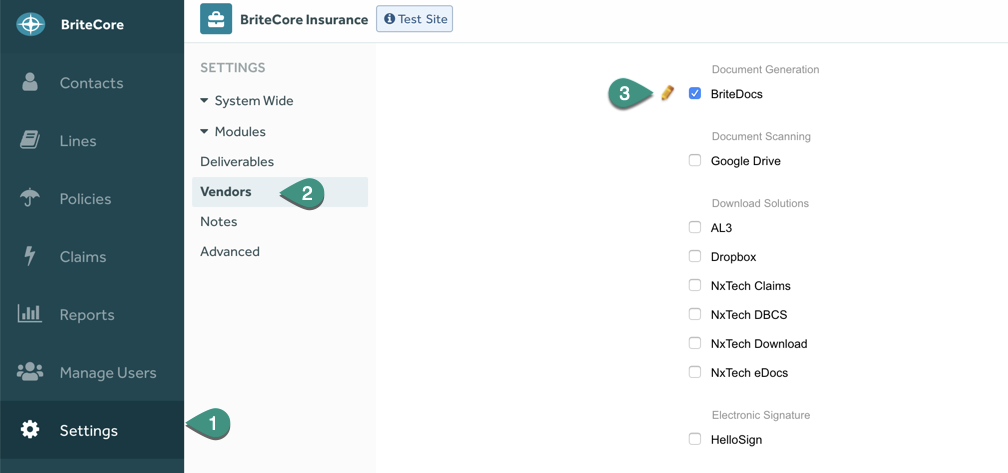 BriteCore
BriteCore Insurance
Test Site
Contacts
Lines
Policies
Claims
Reports
Manage Users
Settings
1
SETTINGS
System Wide
Modules
Deliverables
Vendors
2
Notes
Advanced
Document Generation
3
BriteDocs
Document Scanning
Google Drive
Download Solutions
AL3
Dropbox
NxTech Claims
NxTech DBCS
NxTech Download
NxTech eDocs
Electronic Signature
HelloSign